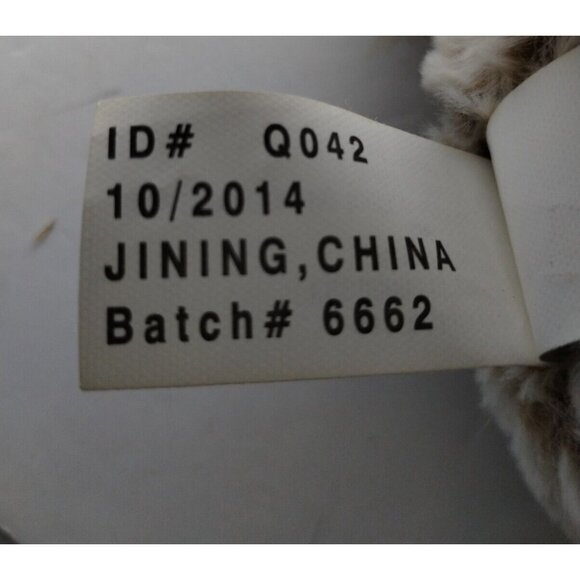 ID# Q042
10/2014
JINING,CHINA
Batch# 6662